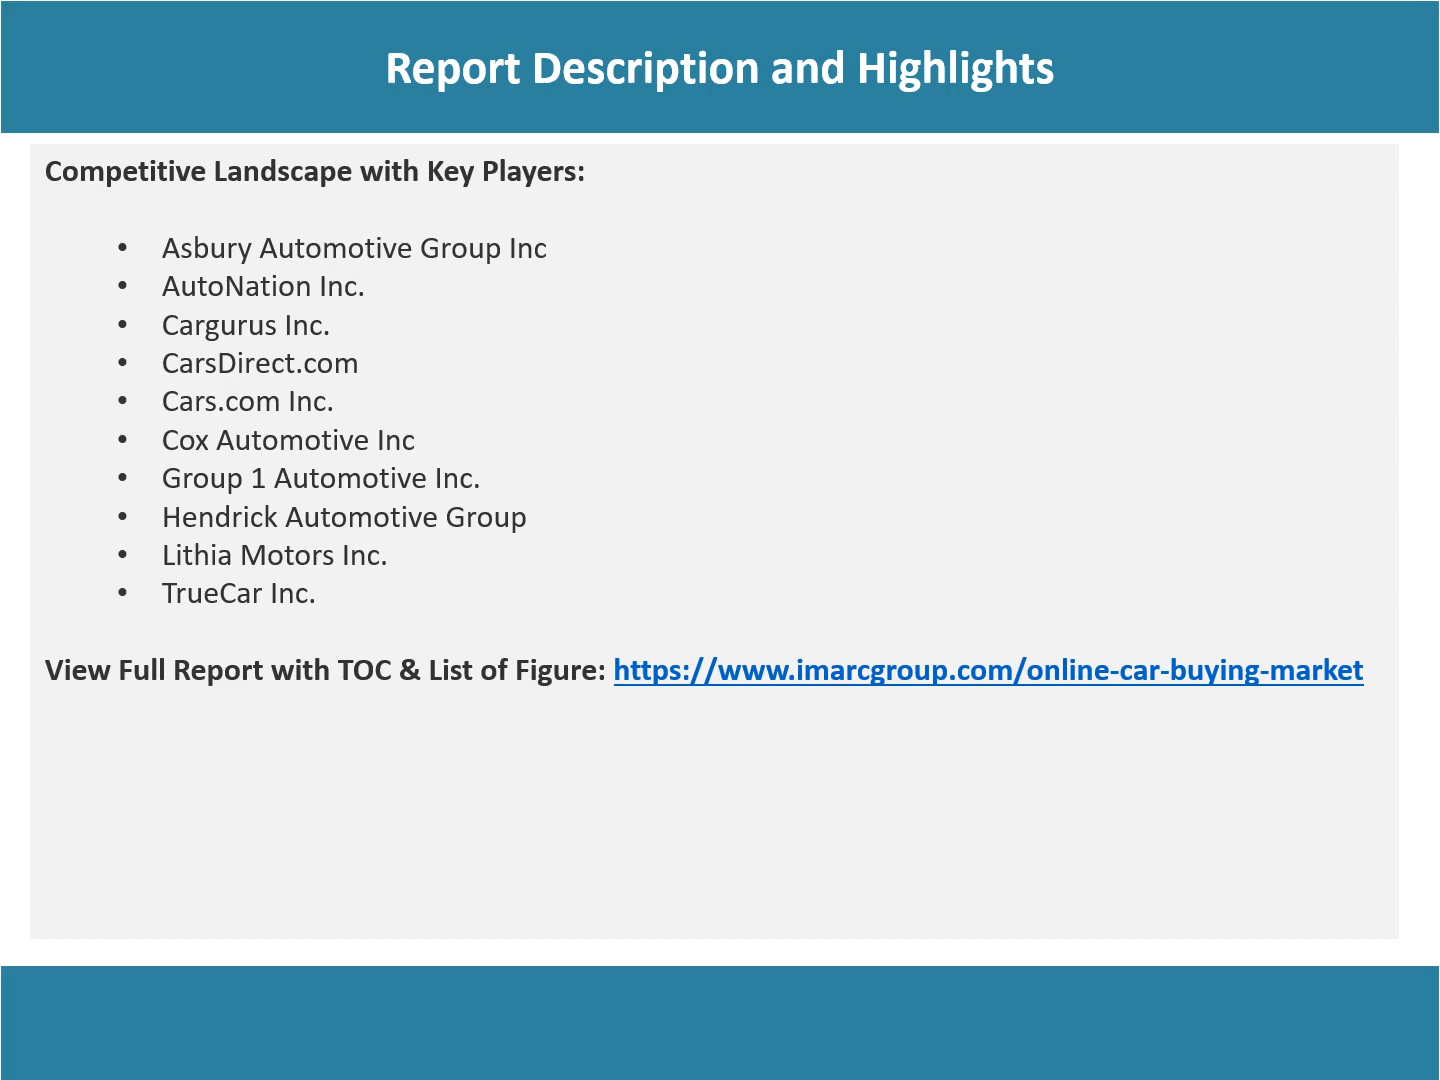 Report Description and Highlights
Competitive Landscape with Key Players:
• Asbury Automotive Group Inc
• AutoNation Inc.
• Cargurus Inc.
• CarsDirect.com
• Cars.com Inc.
• Cox Automotive Inc
• Group 1 Automotive Inc.
• Hendrick Automotive Group
• Lithia Motors Inc.
• TrueCar Inc.
View Full Report with TOC & List of Figure: https://www.imarcgroup.com/online-car-buying-market